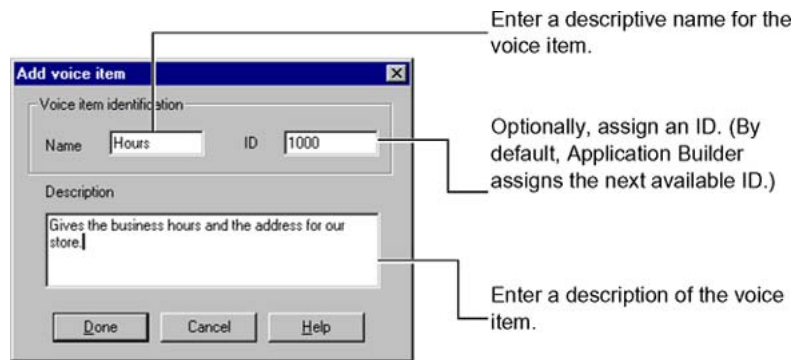 Enter a descriptive name for the
voice item.
Add voice item
Voice item identification
Name
Hours
ID
1000
Optionally, assign an ID. (By
default, Application Builder
assigns the next available ID.)
Description
Gives the business hours and the address for our
store.
Enter a description of the voice
item.
Done
Cancel
Help